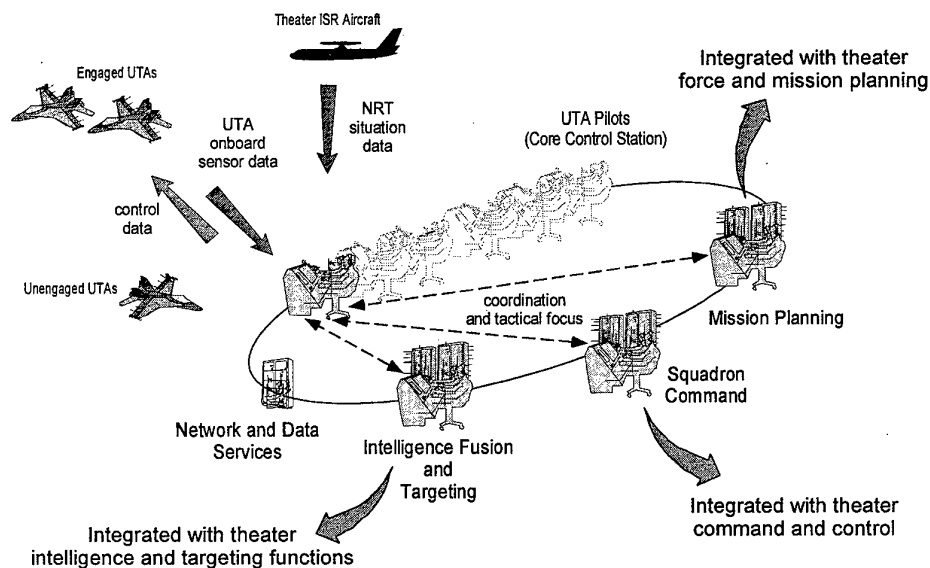 Theater ISR Aircraft
Engaged UTAs
UTA
onboard
sensor data
NRT
situation
data
UTA Pilots
(Core Control Station)
Integrated with theater
force and mission planning
control
data
Unengaged UTAs
coordination
and tactical focus
Mission Planning
Squadron
Command
Network and Data
Services
Intelligence Fusion
and
Targeting
Integrated with theater
command and control
Integrated with theater
intelligence and targeting functions